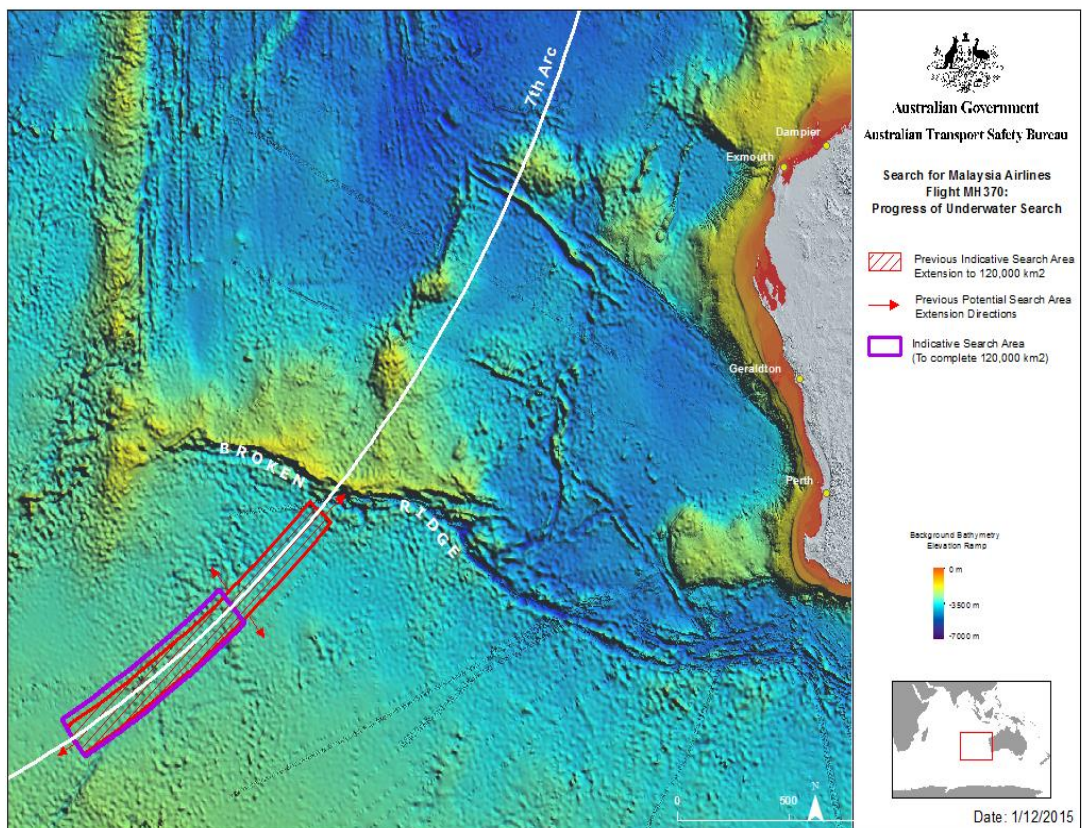 7th Arc
Dampier
Exmouth
Geraldton
Perth
BROKEN
RIDGE
0 500
N
Australian Government
Australian Transport Safety Bureau
Search for Malaysia Airlines
Flight MH370:
Progress of Underwater Search
Previous Indicative Search Area
Extension to 120,000 km2
Previous Potential Search Area
Extension Directions
Indicative Search Area
(To complete 120,000 km2)
Background Bathymetry
Elevation Ramp
0 m
-3500 m
-7000 m
Date: 1/12/2015